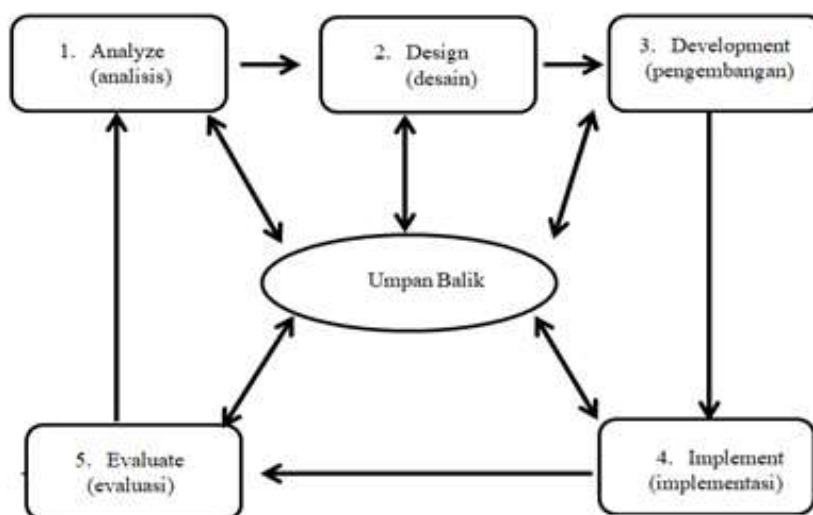 1. Analyze
(analisis)
2. Design
(desain)
3. Development
(pengembangan)
Umpan Balik
5. Evaluate
(evaluasi)
4. Implement
(implementasi)